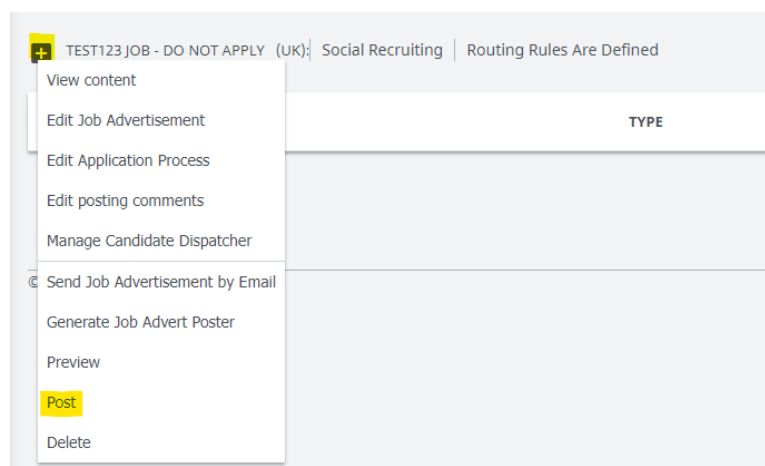 TEST123 JOB - DO NOT APPLY (UK): Social Recruiting Routing Rules Are Defined
View content
Edit Job Advertisement
TYPE
Edit Application Process
Edit posting comments
Manage Candidate Dispatcher
©
Send Job Advertisement by Email
Generate Job Advert Poster
Preview
Post
Delete